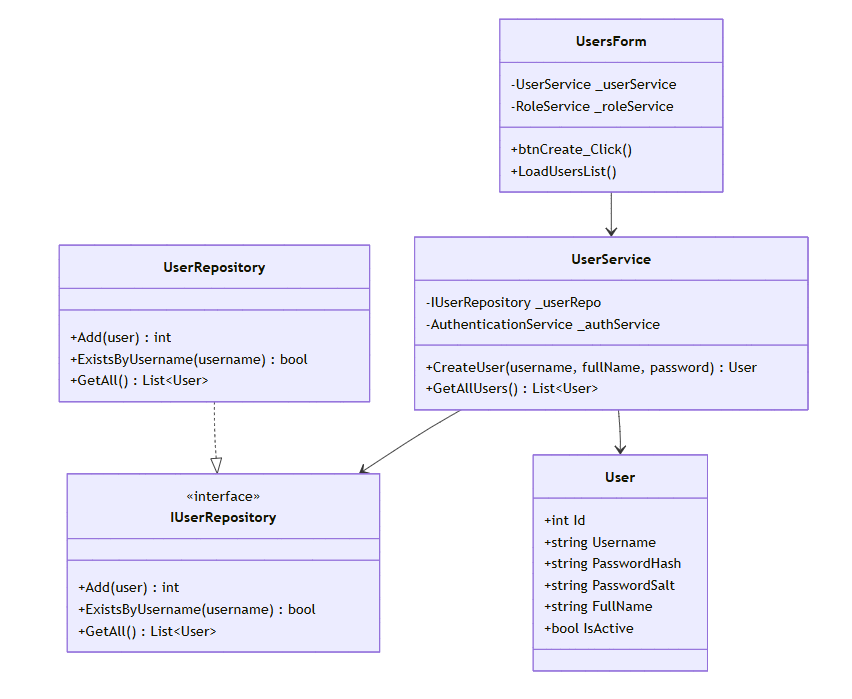 UsersForm
-UserService _userService
-RoleService _roleService
+btnCreate_Click()
+LoadUsersList()
UserRepository
+Add(user) : int
+ExistsByUsername(username) : bool
+GetAll() : List<User>
UserService
-IUserRepository _userRepo
-AuthenticationService _authService
+CreateUser(username, fullName, password) : User
+GetAllUsers() : List<User>
«interface»
IUserRepository
+Add(user) : int
+ExistsByUsername(username) : bool
+GetAll() : List<User>
User
+int Id
+string Username
+string PasswordHash
+string PasswordSalt
+string FullName
+bool IsActive